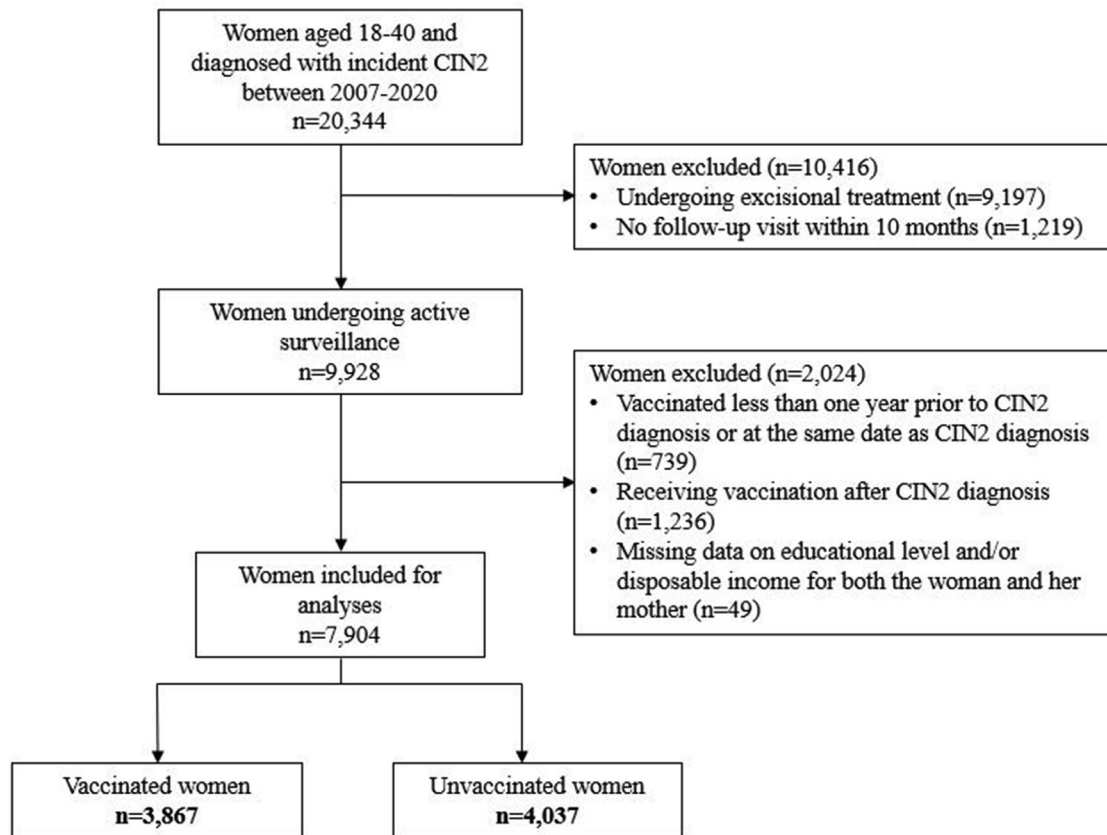 Women aged 18-40 and
diagnosed with incident CIN2
between 2007-2020
n=20,344
Women excluded (n=10,416)
• Undergoing excisional treatment (n=9,197)
• No follow-up visit within 10 months (n=1,219)
Women undergoing active
surveillance
n=9,928
Women excluded (n=2,024)
• Vaccinated less than one year prior to CIN2
diagnosis or at the same date as CIN2 diagnosis
(n=739)
• Receiving vaccination after CIN2 diagnosis
(n=1,236)
• Missing data on educational level and/or
disposable income for both the woman and her
mother (n=49)
Women included for
analyses
n=7,904
Vaccinated women
n=3,867
Unvaccinated women
n=4,037